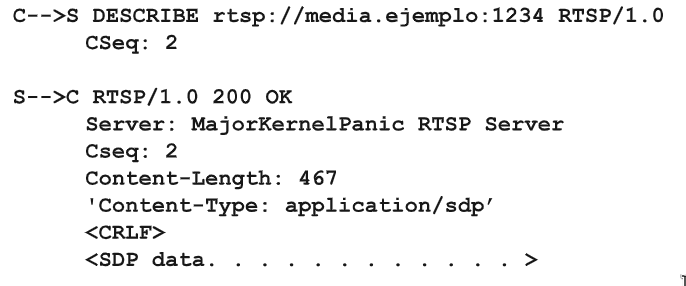 C-->S DESCRIBE rtsp://media.ejemplo:1234 RTSP/1.0
CSeq: 2
S-->C RTSP/1.0 200 OK
Server: MajorKernelPanic RTSP Server
Cseq: 2
Content-Length: 467
'Content-Type: application/sdp’
<CRLF>
<SDP data. . . . . . . . . . . . >